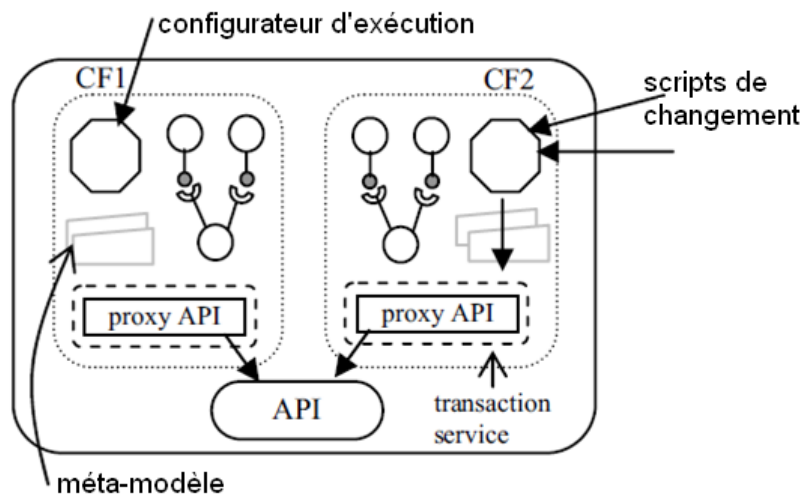 configurateur d'exécution
CF1
CF2
scripts de
changement
proxy API
proxy API
API
transaction
service
méta-modèle